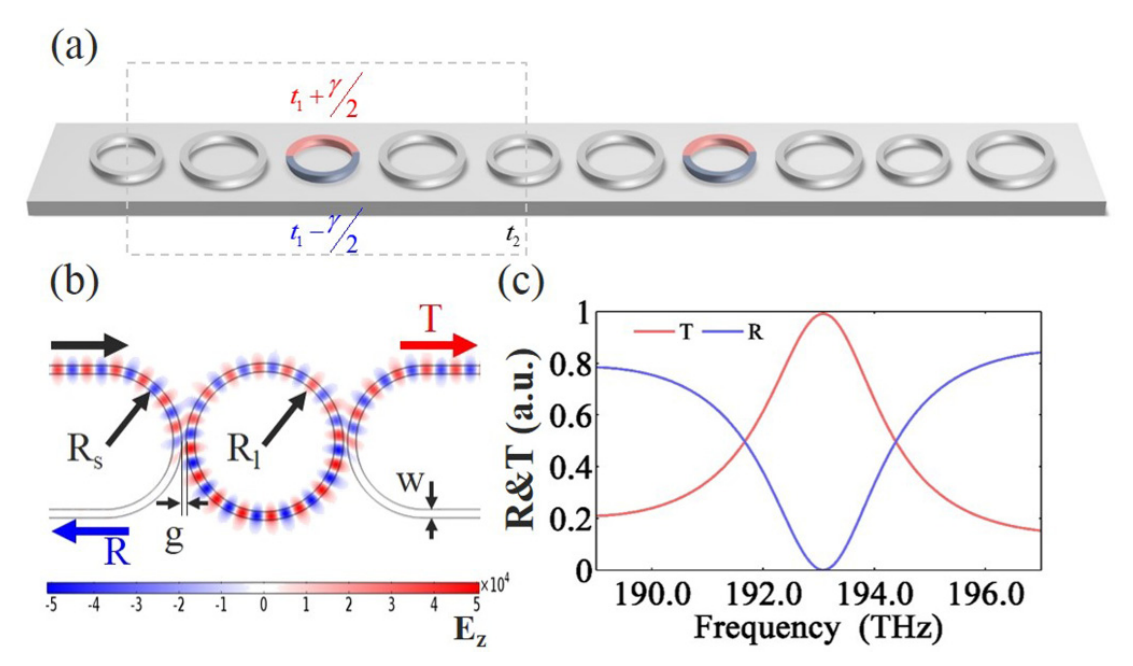 (a)
t₁ + γ/2
t₁ − γ/2
t₂
(b)
T
Rₛ
Rₗ
w
g
R
-5 -4 -3 -2 -1 0 1 2 3 4 5 ×10⁴
E_z
(c)
T R
1
0.8
0.6
0.4
0.2
0
R&T (a.u.)
190.0 192.0 194.0 196.0
Frequency (THz)